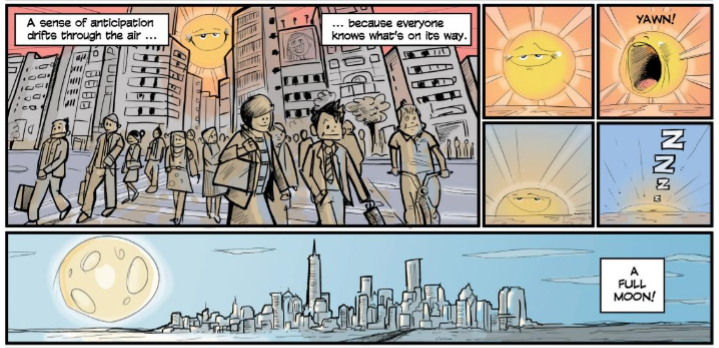 A sense of anticipation
drifts through the air ...
... because everyone
knows what's on its way.
? ? ?
YAWN!
Z
Z
Z
Z
A
FULL
MOON!